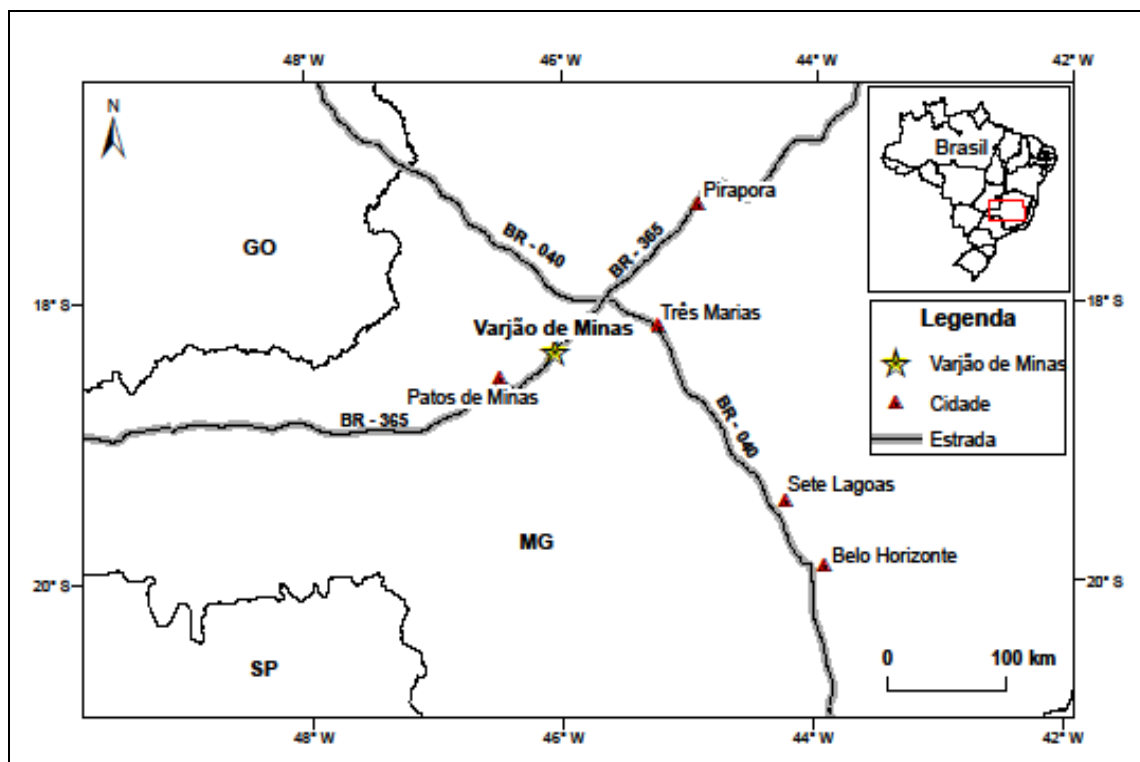 48° W
46° W
44° W
42° W
N
Brasil
Pirapora
GO
BR - 040
BR - 365
18° S
18° S
Três Marias
Varjão de Minas
Legenda
Varjão de Minas
Cidade
Estrada
Patos de Minas
BR - 365
BR - 040
Sete Lagoas
MG
Belo Horizonte
20° S
20° S
SP
0 100 km
48° W
46° W
44° W
42° W